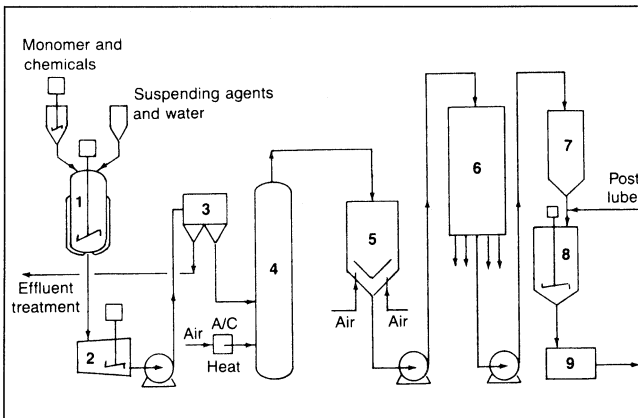 Monomer and
chemicals
Suspending agents
and water
1
2
3
4
5
6
7
8
9
Post
lube
Effluent
treatment
Air
A/C
Heat
Air
Air